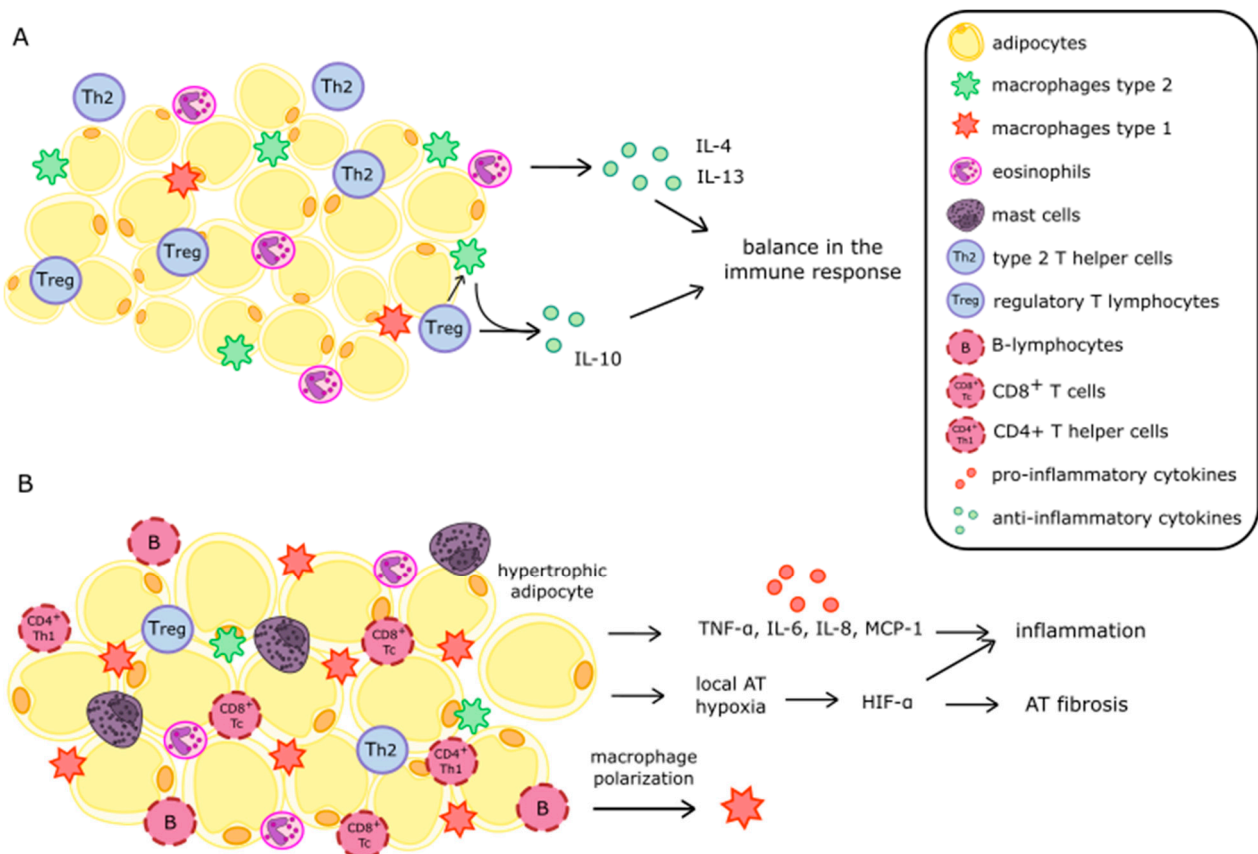 A
Th2
Th2
Th2
Treg
Treg
Treg
IL-4
IL-13
IL-10
balance in the
immune response
adipocytes
macrophages type 2
macrophages type 1
eosinophils
mast cells
Th2 type 2 T helper cells
Treg regulatory T lymphocytes
B B-lymphocytes
CD8+
Tc
CD8+ T cells
CD4+
Th1
CD4+ T helper cells
pro-inflammatory cytokines
anti-inflammatory cytokines
B
B
CD4+
Th1
Treg
CD8+
Tc
CD8+
Tc
Th2
CD4+
Th1
B
CD8+
Tc
B
hypertrophic
adipocyte
TNF-α, IL-6, IL-8, MCP-1
inflammation
local AT
hypoxia
HIF-α
AT fibrosis
macrophage
polarization